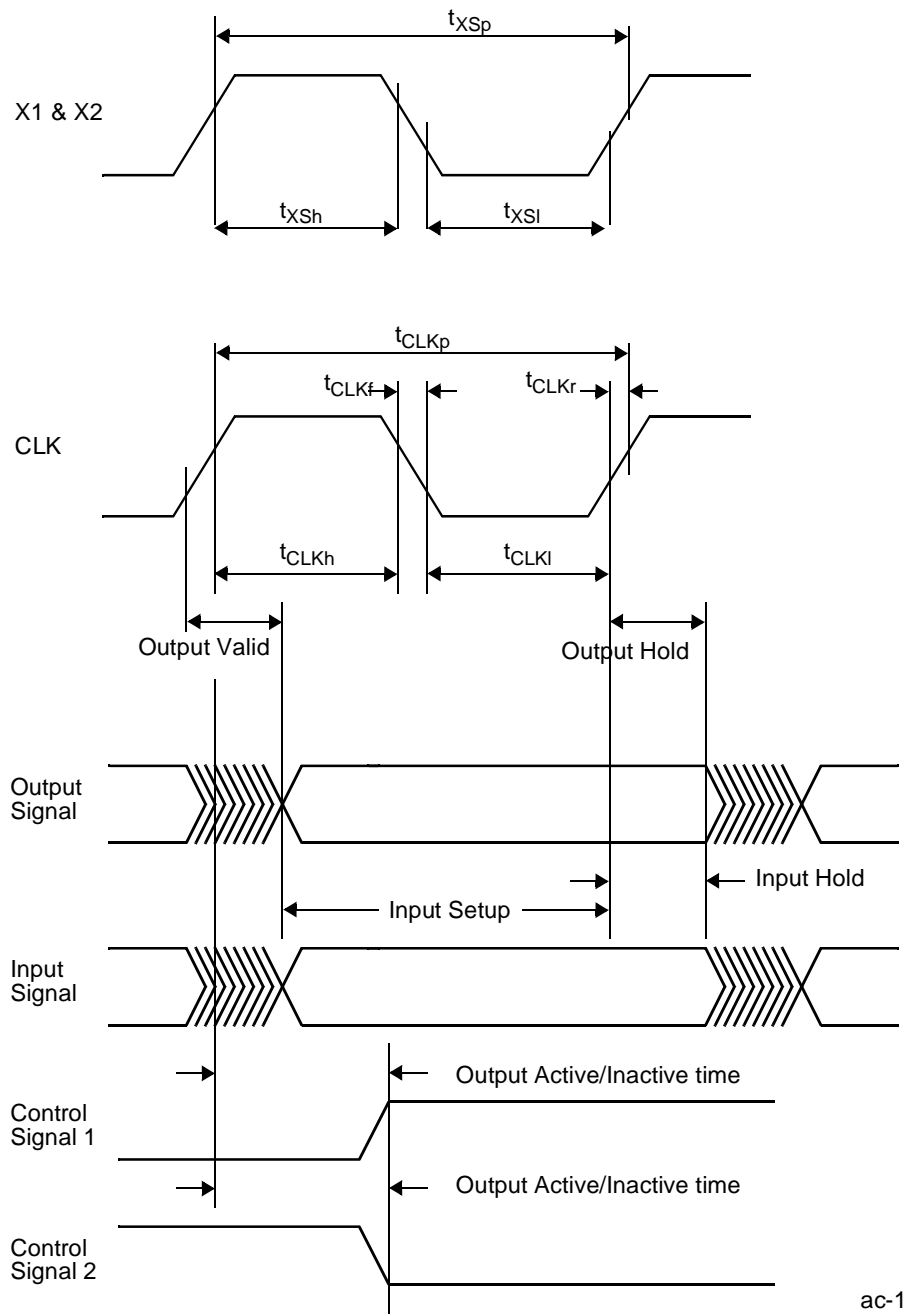 tXSp
X1 & X2
tXSh
tXSl
tCLKp
tCLKf
tCLKr
CLK
tCLKh
tCLKl
Output Valid
Output Hold
Output
Signal
Input Hold
Input Setup
Input
Signal
Output Active/Inactive time
Control
Signal 1
Output Active/Inactive time
Control
Signal 2
ac-1